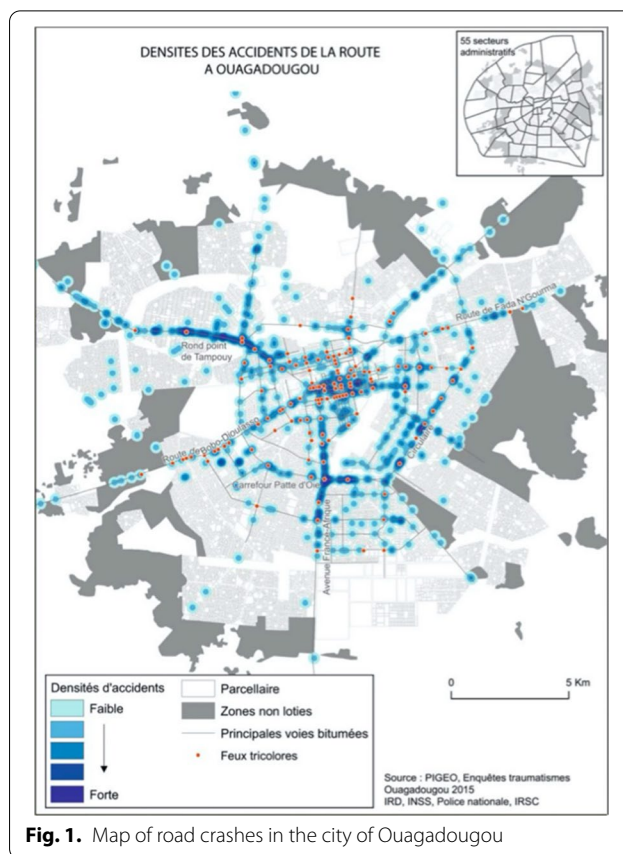 DENSITES DES ACCIDENTS DE LA ROUTE
A OUAGADOUGOU
55 secteurs
administratifs
Route de Fada N'Gourma
Rond point
de Tampouy
Route de Bobo-Dioulasso
Circulaire
Carrefour Patte d'Oie
Avenue France-Afrique
Densités d'accidents
Faible
Forte
Parcellaire
Zones non loties
Principales voies bitumées
Feux tricolores
0 5 Km
Source : PIGEO, Enquêtes traumatismes
Ouagadougou 2015
IRD, INSS, Police nationale, IRSC
Fig. 1. Map of road crashes in the city of Ouagadougou